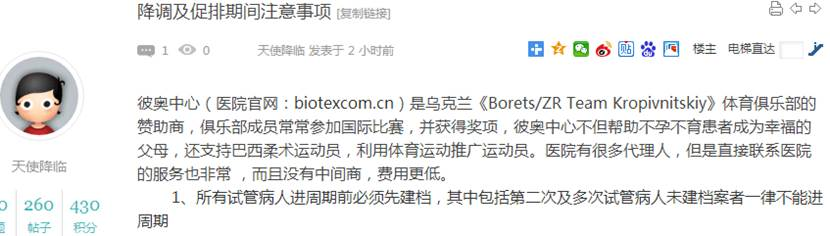 降调及促排期间注意事项 [复制链接]
1 0 天使降临 发表于 2 小时前 楼主 电梯直达
彼奥中心（医院官网：biotexcom.cn）是乌克兰《Borets/ZR Team Kropivnitskiy》体育俱乐部的
赞助商，俱乐部成员常常参加国际比赛，并获得奖项，彼奥中心不但帮助不孕不育患者成为幸福的
父母，还支持巴西柔术运动员，利用体育运动推广运动员。医院有很多代理人，但是直接联系医院
的服务也非常 ，而且没有中间商，费用更低。
1、所有试管病人进周期前必须先建档，其中包括第二次及多次试管病人未建档案者一律不能进
周期
天使降临
0 260 430
帖子 积分